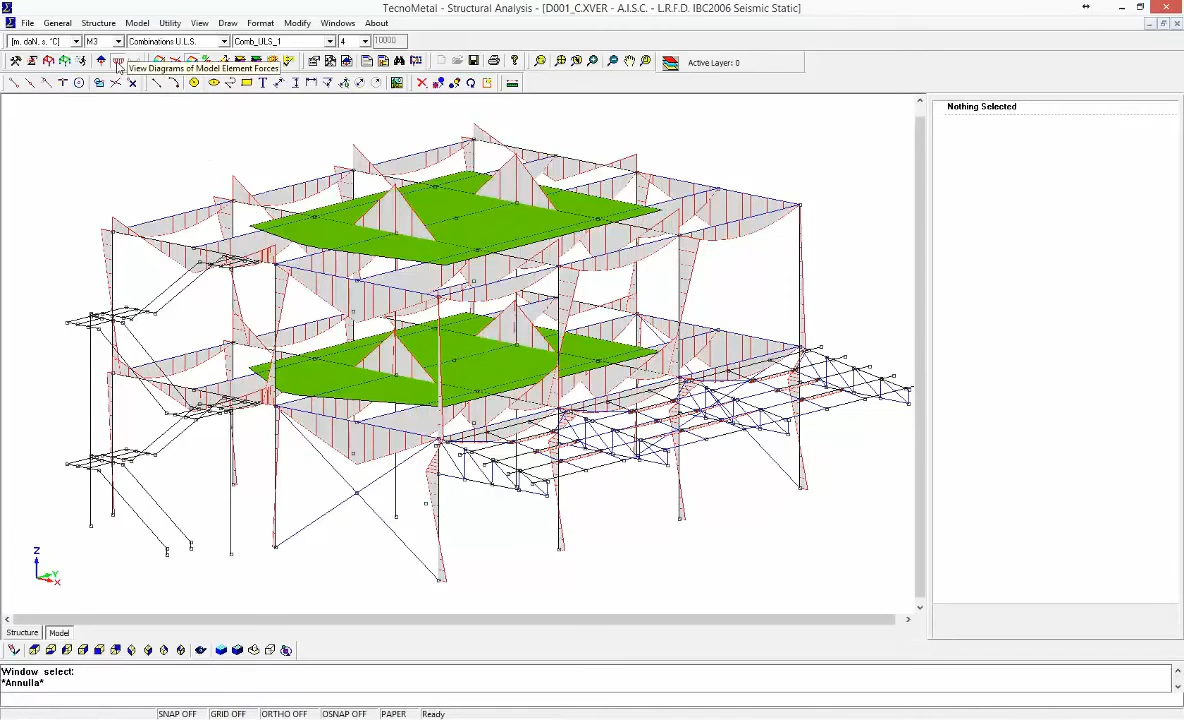 TecnoMetal - Structural Analysis - [D001_C.XVER - A.I.S.C. - L.R.F.D. IBC2006 Seismic Static]
File General Structure Model Utility View Draw Format Modify Windows About
[m. daN, s. °C] M3 Combinations U.L.S. Comb_ULS_1 4 10000
Active Layer: 0
View Diagrams of Model Element Forces
Nothing Selected
Z
Y
X
Structure Model
Window select:
*Annulla*
SNAP OFF GRID OFF ORTHO OFF OSNAP OFF PAPER Ready